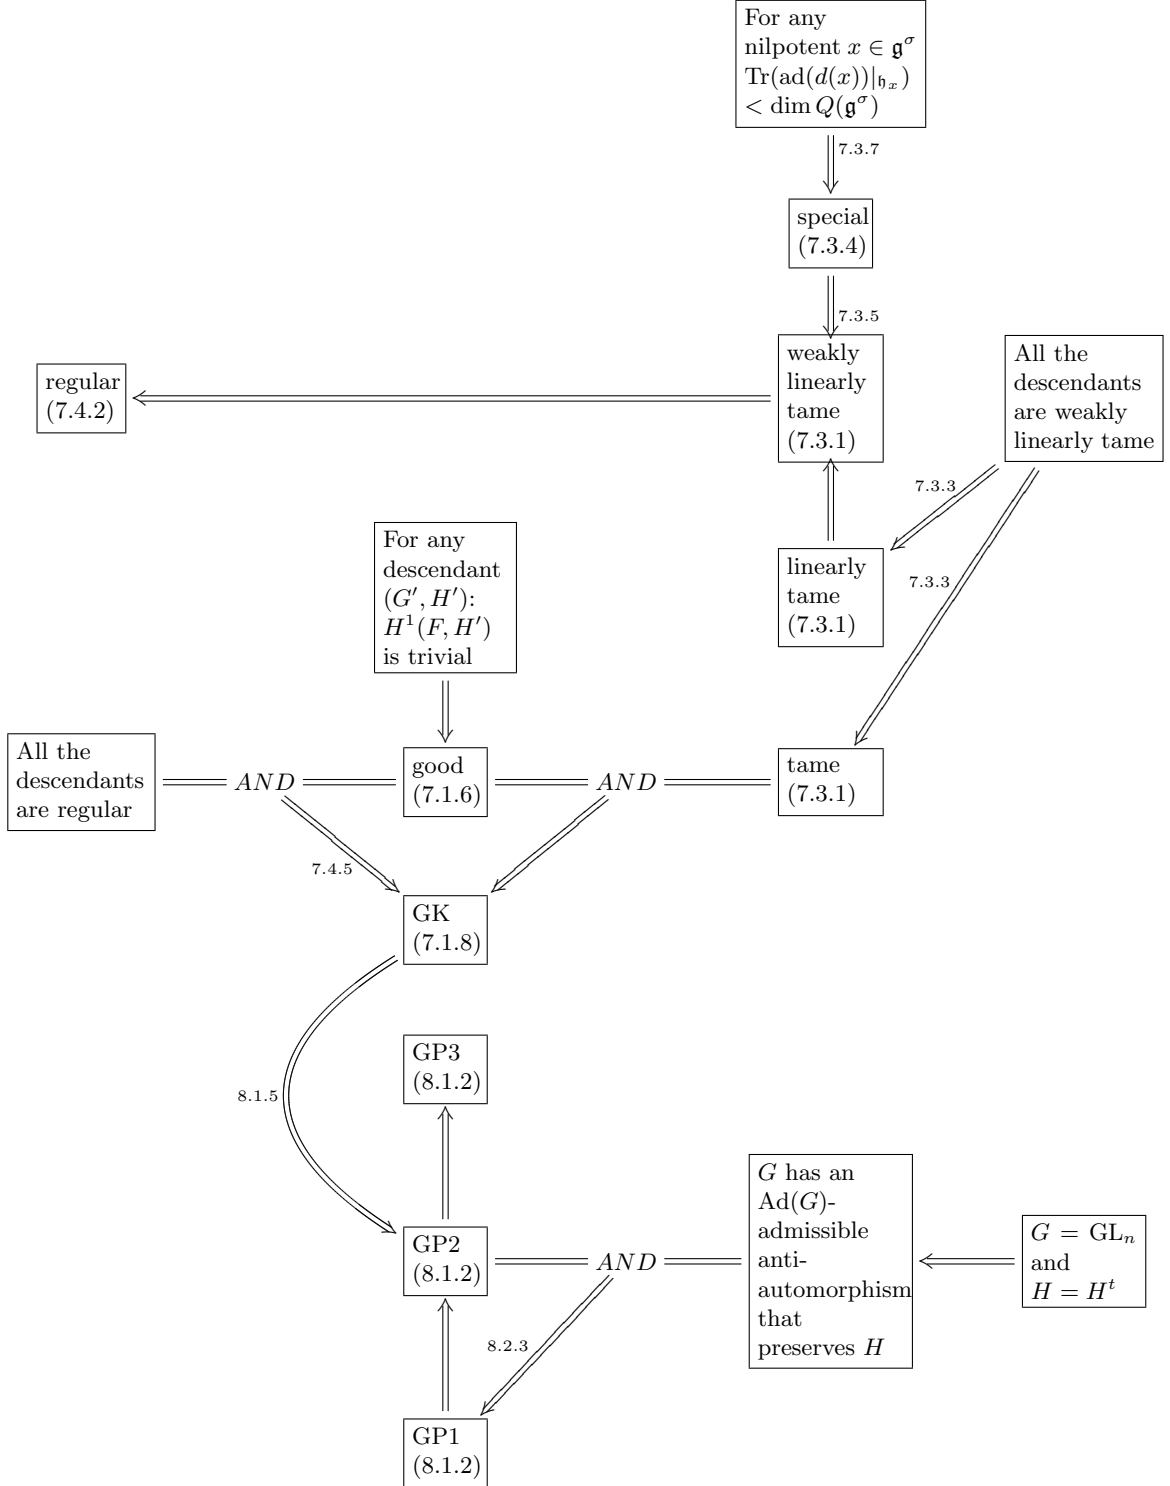 For any
nilpotent x ∈ 𝔤^σ
Tr(ad(d(x))|_{𝔥_x})
< dim Q(𝔤^σ)
7.3.7
special
(7.3.4)
7.3.5
weakly
linearly
tame
(7.3.1)
All the
descendants
are weakly
linearly tame
regular
(7.4.2)
7.3.3
For any
descendant
(G′, H′):
H^1(F, H′)
is trivial
linearly
tame
(7.3.1)
7.3.3
All the
descendants
are regular
AND
good
(7.1.6)
AND
tame
(7.3.1)
7.4.5
GK
(7.1.8)
GP3
(8.1.2)
8.1.5
GP2
(8.1.2)
AND
G has an
Ad(G)-
admissible
anti-
automorphism
that
preserves H
G = GL_n
and
H = H^t
8.2.3
GP1
(8.1.2)